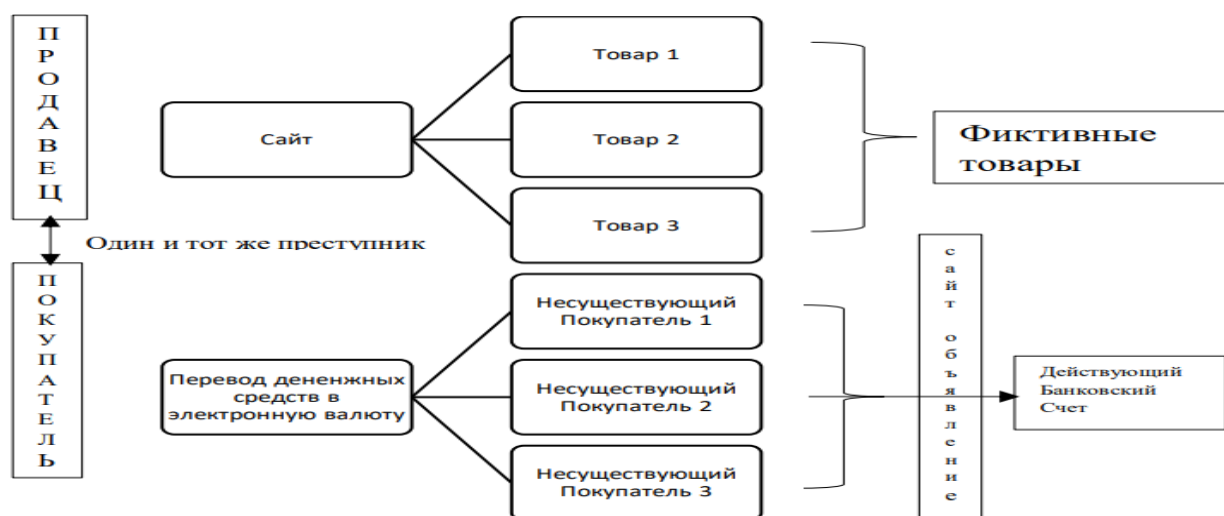 ПРОДАВЕЦ
Сайт
Товар 1
Товар 2
Товар 3
Фиктивные
товары
Один и тот же преступник
ПОКУПАТЕЛЬ
Перевод дененжных
средств в
электронную валюту
Несуществующий
Покупатель 1
Несуществующий
Покупатель 2
Несуществующий
Покупатель 3
сайт объявление
Действующий
Банковский
Счет